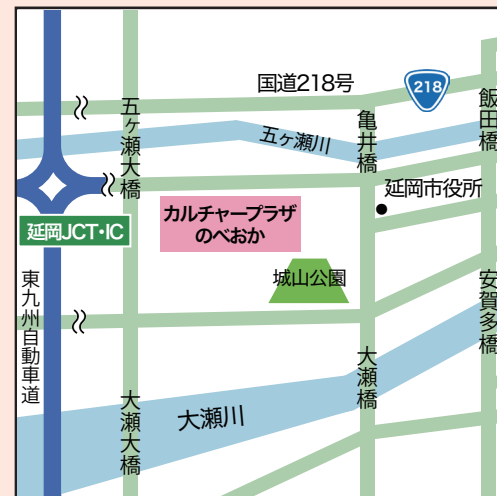 国道218号
218
五ヶ瀬大橋
五ヶ瀬川
亀井橋
飯田橋
延岡市役所
カルチャープラザ
のべおか
延岡JCT・IC
城山公園
東九州自動車道
安賀多橋
大瀬橋
大瀬大橋
大瀬川